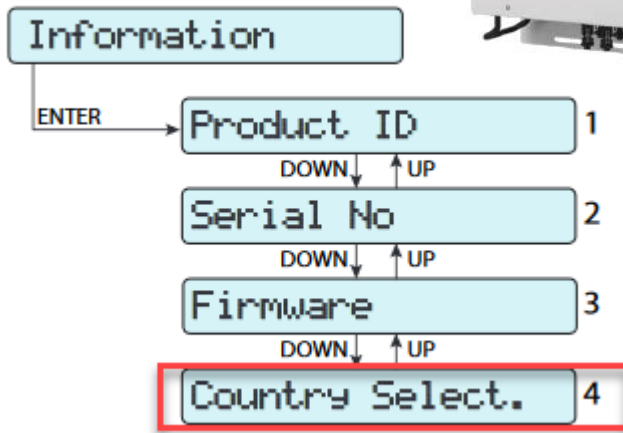 Information
ENTER
Product ID 1
DOWN UP
Serial No 2
DOWN UP
Firmware 3
DOWN UP
Country Select. 4